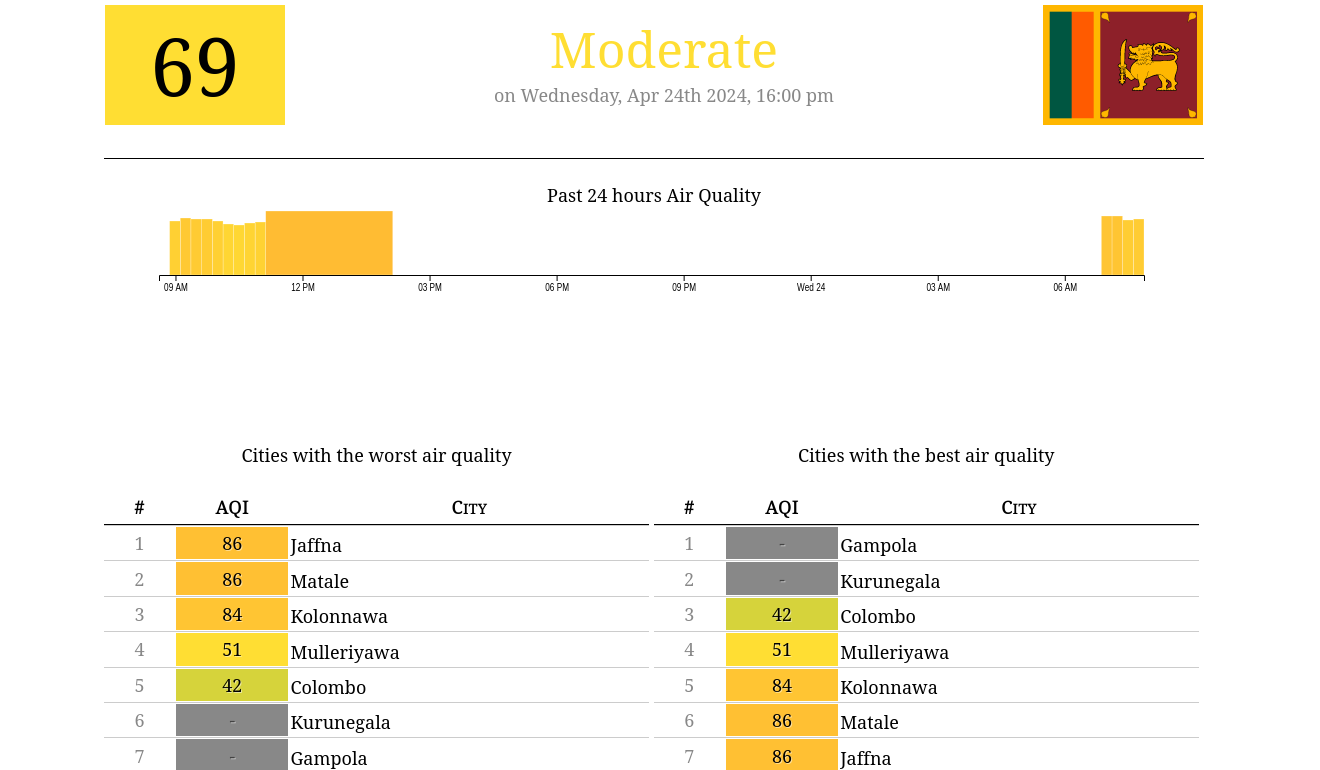 69
Moderate
on Wednesday, Apr 24th 2024, 16:00 pm
Past 24 hours Air Quality
09 AM 12 PM 03 PM 06 PM 09 PM Wed 24 03 AM 06 AM
Cities with the worst air quality
# AQI City
1 86 Jaffna
2 86 Matale
3 84 Kolonnawa
4 51 Mulleriyawa
5 42 Colombo
6 - Kurunegala
7 - Gampola
Cities with the best air quality
# AQI City
1 - Gampola
2 - Kurunegala
3 42 Colombo
4 51 Mulleriyawa
5 84 Kolonnawa
6 86 Matale
7 86 Jaffna